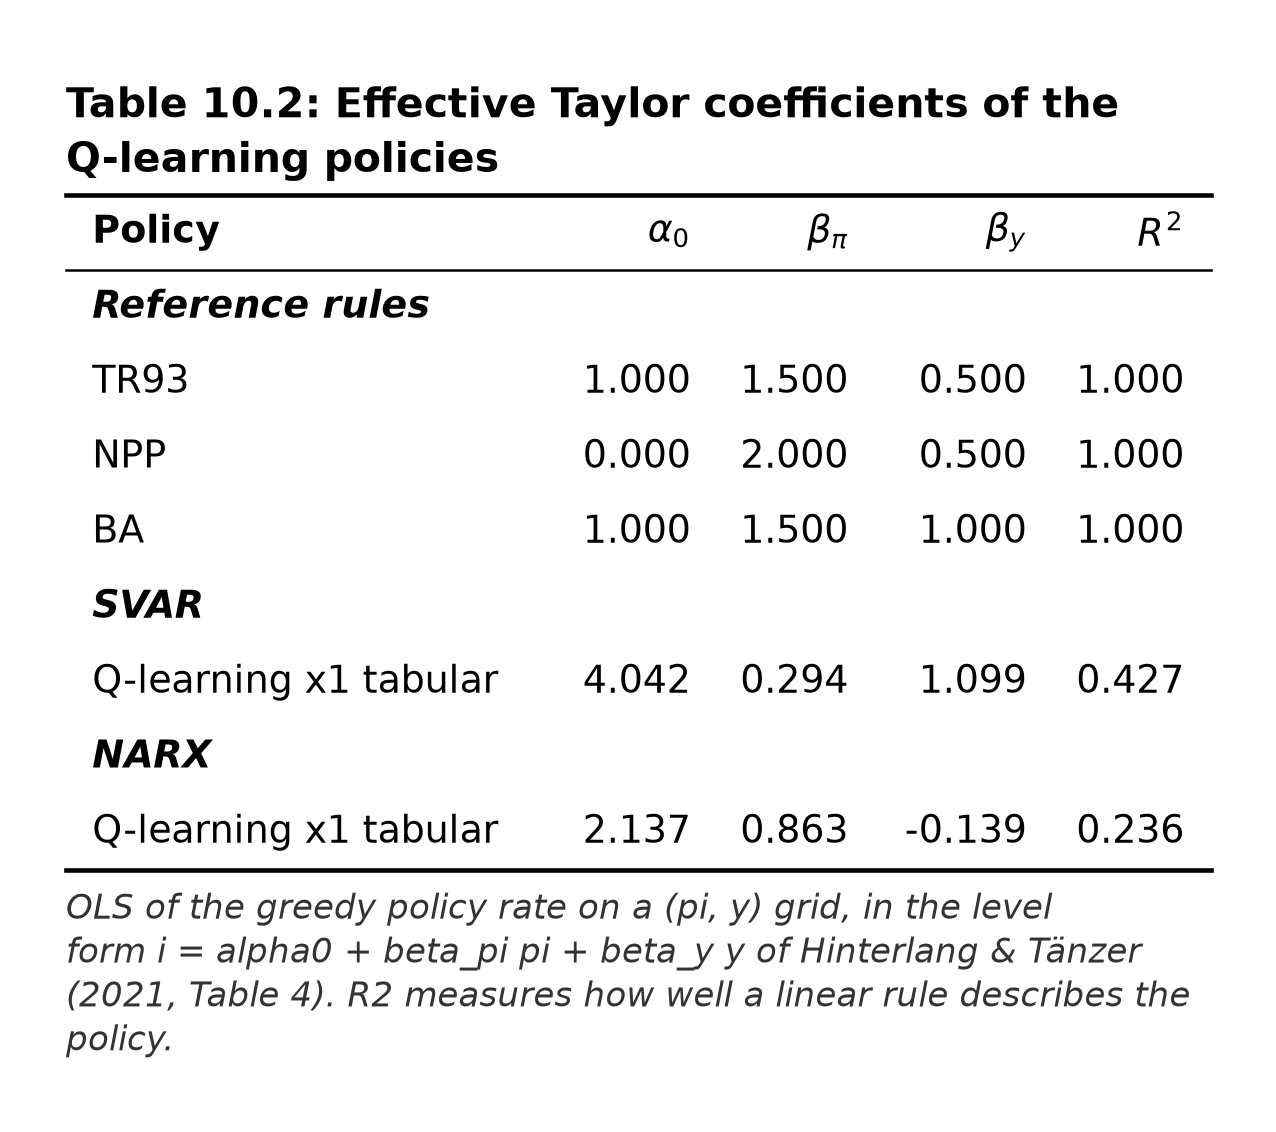 Table 10.2: Effective Taylor coefficients of the
Q-learning policies
Policy α₀ β_π β_y R²
Reference rules
TR93 1.000 1.500 0.500 1.000
NPP 0.000 2.000 0.500 1.000
BA 1.000 1.500 1.000 1.000
SVAR
Q-learning x1 tabular 4.042 0.294 1.099 0.427
NARX
Q-learning x1 tabular 2.137 0.863 -0.139 0.236
OLS of the greedy policy rate on a (pi, y) grid, in the level
form i = alpha0 + beta_pi pi + beta_y y of Hinterlang & Tänzer
(2021, Table 4). R2 measures how well a linear rule describes the
policy.